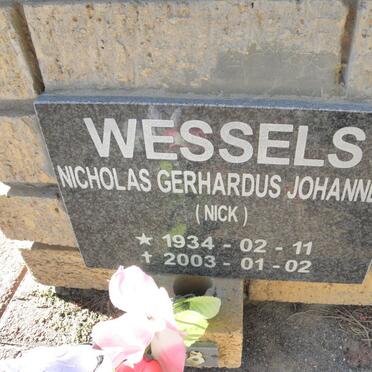 WESSELS
NICHOLAS GERHARDUS JOHANNE
( NICK )
★ 1934 - 02 - 11
✝ 2003 - 01 - 02